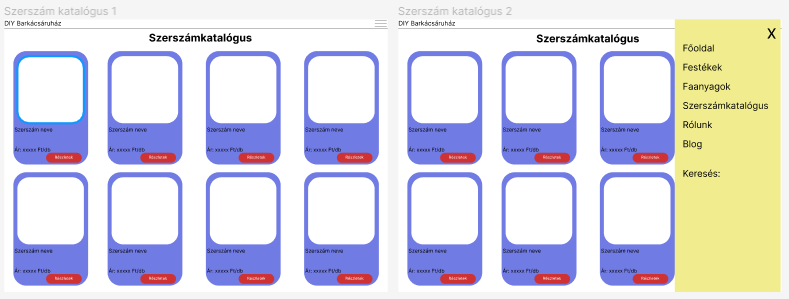 Szerszám katalógus 1
DIY Barkácsáruház
Szerszámkatalógus
Szerszám neve
Szerszám neve
Szerszám neve
Szerszám neve
Ár: xxxxx Ft/db
Ár: xxxxx Ft/db
Ár: xxxxx Ft/db
Ár: xxxxx Ft/db
Részletek
Részletek
Részletek
Részletek
Szerszám neve
Szerszám neve
Szerszám neve
Szerszám neve
Ár: xxxxx Ft/db
Ár: xxxxx Ft/db
Ár: xxxxx Ft/db
Ár: xxxxx Ft/db
Részletek
Részletek
Részletek
Részletek
Szerszám katalógus 2
DIY Barkácsáruház
Szerszámkatalógus
Szerszám neve
Szerszám neve
Szerszám neve
Ár: xxxxx Ft/db
Ár: xxxxx Ft/db
Ár: xxxxx Ft/db
Részletek
Részletek
Részletek
Szerszám neve
Szerszám neve
Szerszám neve
Ár: xxxxx Ft/db
Ár: xxxxx Ft/db
Ár: xxxxx Ft/db
Részletek
Részletek
Részletek
X
Főoldal
Festékek
Faanyagok
Szerszámkatalógus
Rólunk
Blog
Keresés: